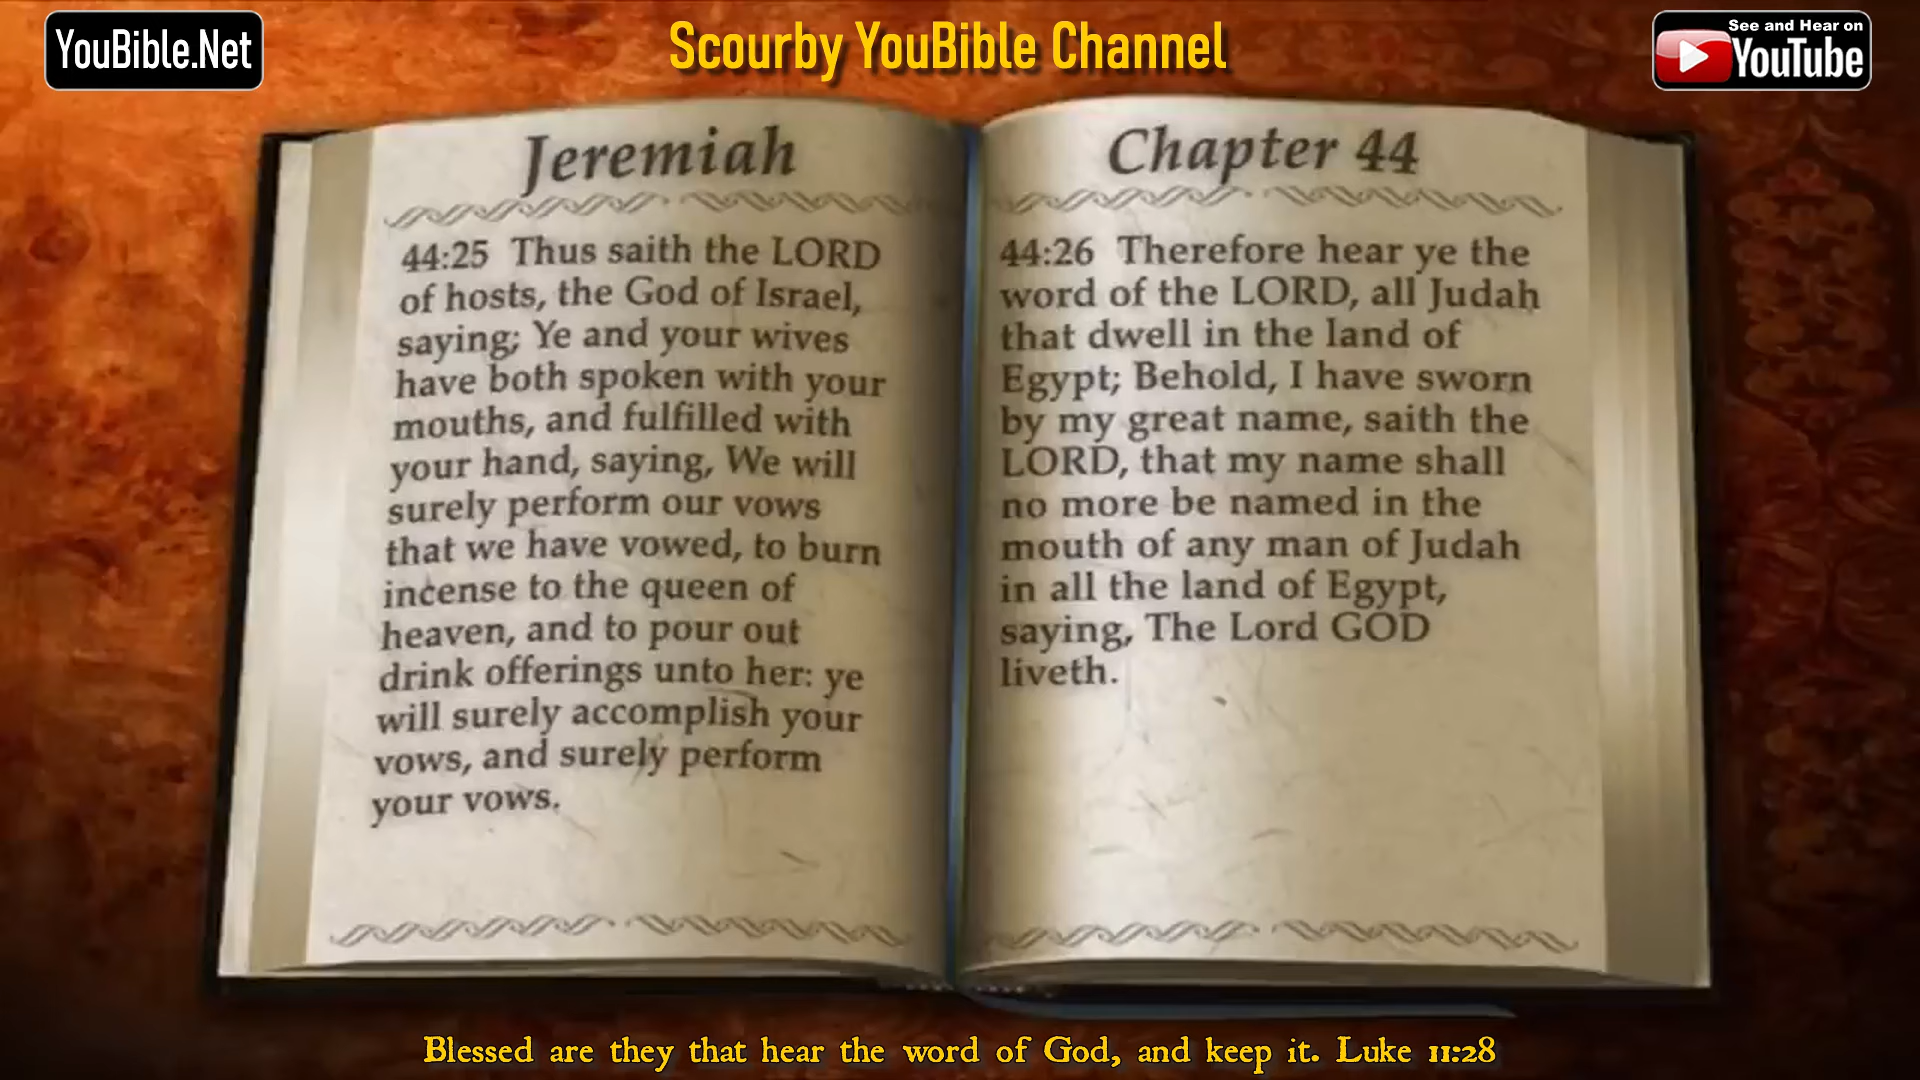 YouBible.Net
Scourby YouBible Channel
See and Hear on
YouTube
Jeremiah
44:25 Thus saith the LORD
of hosts, the God of Israel,
saying; Ye and your wives
have both spoken with your
mouths, and fulfilled with
your hand, saying, We will
surely perform our vows
that we have vowed, to burn
incense to the queen of
heaven, and to pour out
drink offerings unto her: ye
will surely accomplish your
vows, and surely perform
your vows.
Chapter 44
44:26 Therefore hear ye the
word of the LORD, all Judah
that dwell in the land of
Egypt; Behold, I have sworn
by my great name, saith the
LORD, that my name shall
no more be named in the
mouth of any man of Judah
in all the land of Egypt,
saying, The Lord GOD
liveth.
Blessed are they that hear the word of God, and keep it. Luke 11:28